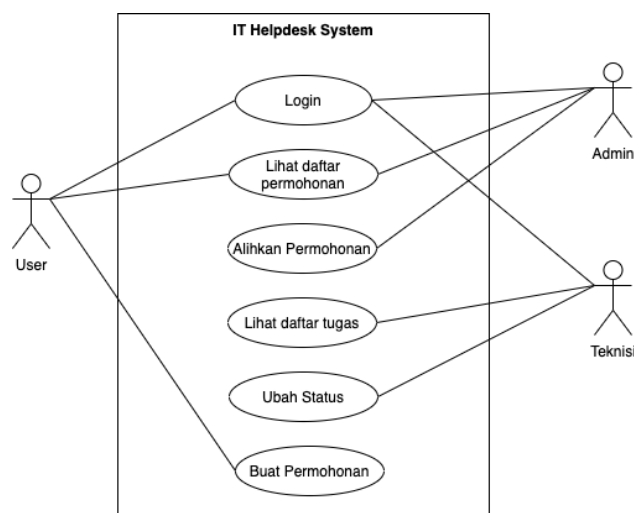 IT Helpdesk System
Login
Lihat daftar
permohonan
Alihkan Permohonan
Lihat daftar tugas
Ubah Status
Buat Permohonan
User
Admin
Teknisi